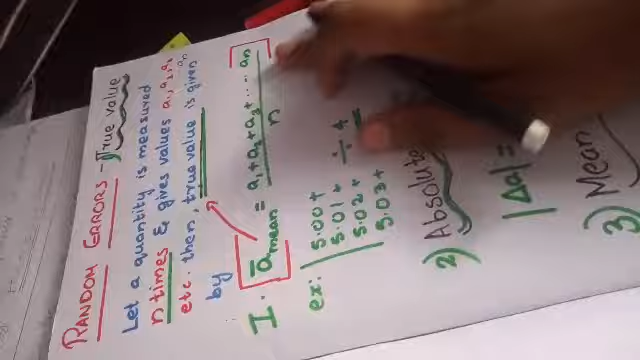 RANDOM ERRORS - True value
Let a quantity is measured
n times & gives values a₁, a₂, a₃ ... aₙ
etc. then, true value is given
by
I. a̅mean = a₁+a₂+a₃+... aₙ
n
ex: 5.00+
5.01+
5.02+ ÷ 4
5.03+
2) Absolute
|Δa| =
3) Mean